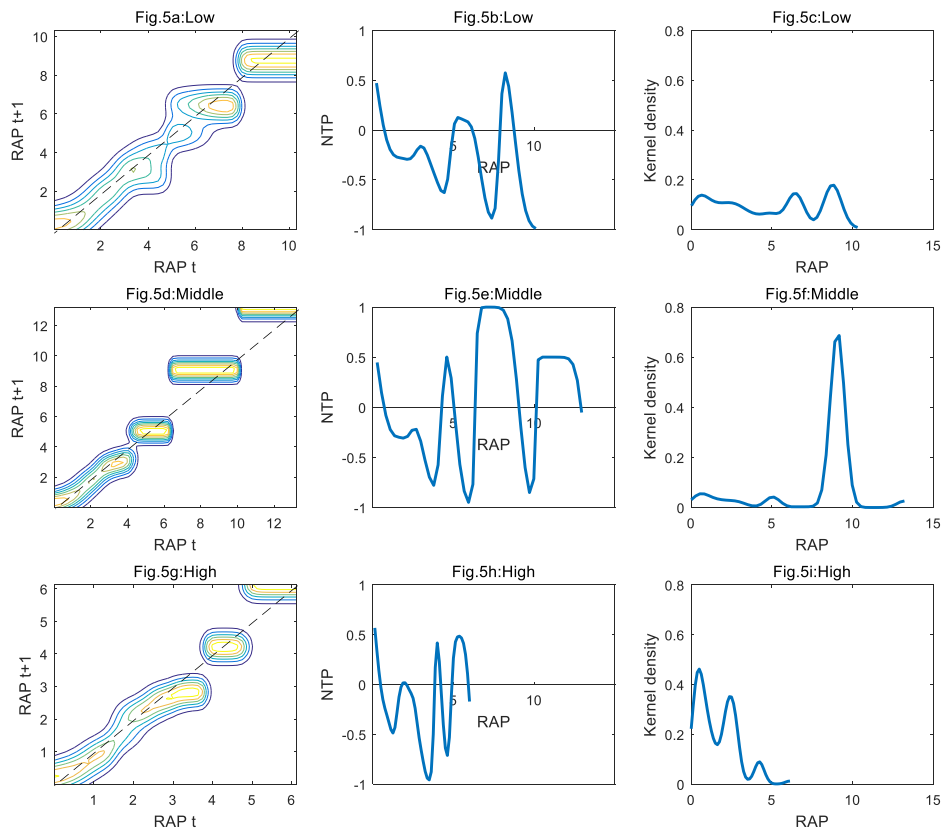 Fig.5a:Low
RAP t+1
10
8
6
4
2
2 4 6 8 10
RAP t
Fig.5b:Low
NTP
1
0.5
0
-0.5
-1
5 10
RAP
Fig.5c:Low
Kernel density
0.8
0.6
0.4
0.2
0
0 5 10 15
RAP
Fig.5d:Middle
RAP t+1
12
10
8
6
4
2
2 4 6 8 10 12
RAP t
Fig.5e:Middle
NTP
1
0.5
0
-0.5
-1
5 10
RAP
Fig.5f:Middle
Kernel density
0.8
0.6
0.4
0.2
0
0 5 10 15
RAP
Fig.5g:High
RAP t+1
6
5
4
3
2
1
1 2 3 4 5 6
RAP t
Fig.5h:High
NTP
1
0.5
0
-0.5
-1
5 10
RAP
Fig.5i:High
Kernel density
0.8
0.6
0.4
0.2
0
0 5 10 15
RAP